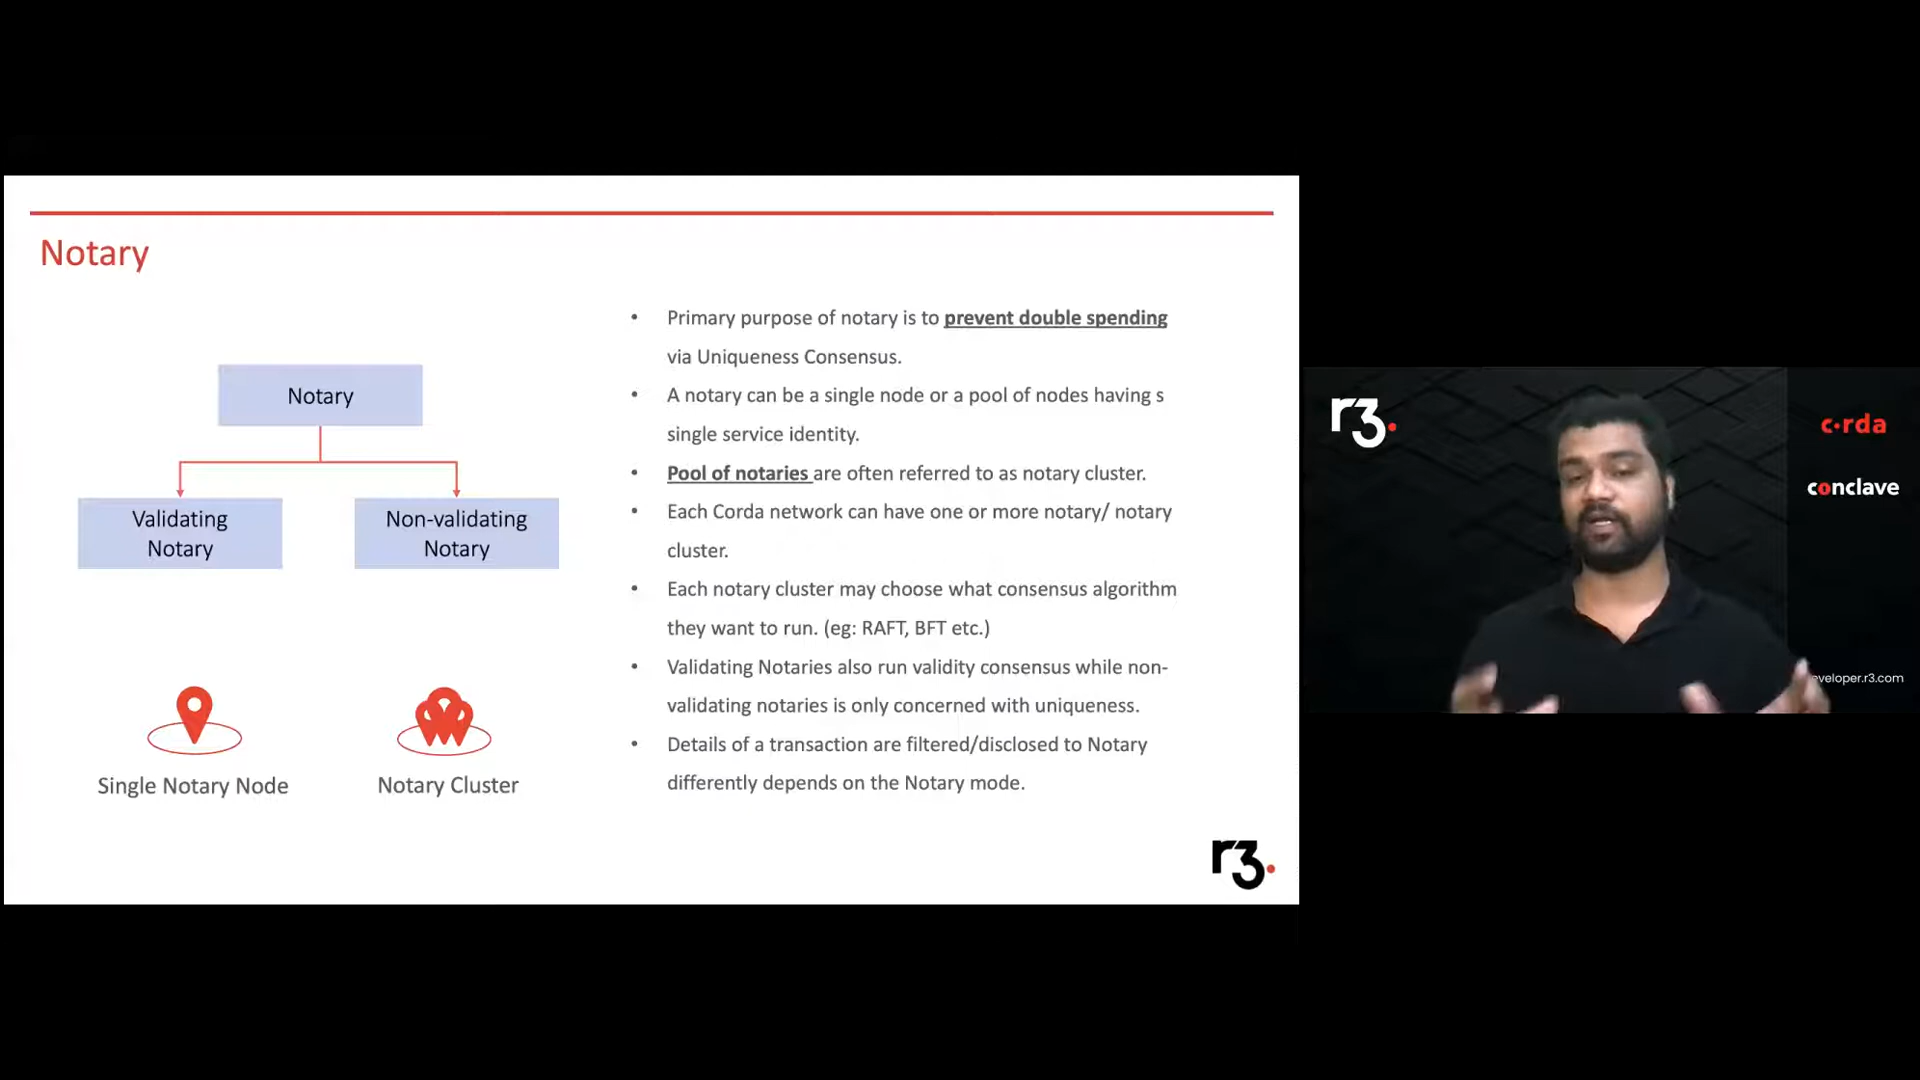 Notary
Notary
Validating
Notary
Non-validating
Notary
Single Notary Node
Notary Cluster
• Primary purpose of notary is to prevent double spending
via Uniqueness Consensus.
• A notary can be a single node or a pool of nodes having s
single service identity.
• Pool of notaries are often referred to as notary cluster.
• Each Corda network can have one or more notary/ notary
cluster.
• Each notary cluster may choose what consensus algorithm
they want to run. (eg: RAFT, BFT etc.)
• Validating Notaries also run validity consensus while non-
validating notaries is only concerned with uniqueness.
• Details of a transaction are filtered/disclosed to Notary
differently depends on the Notary mode.
r3.
r3.
c·rda
conclave
eveloper.r3.com